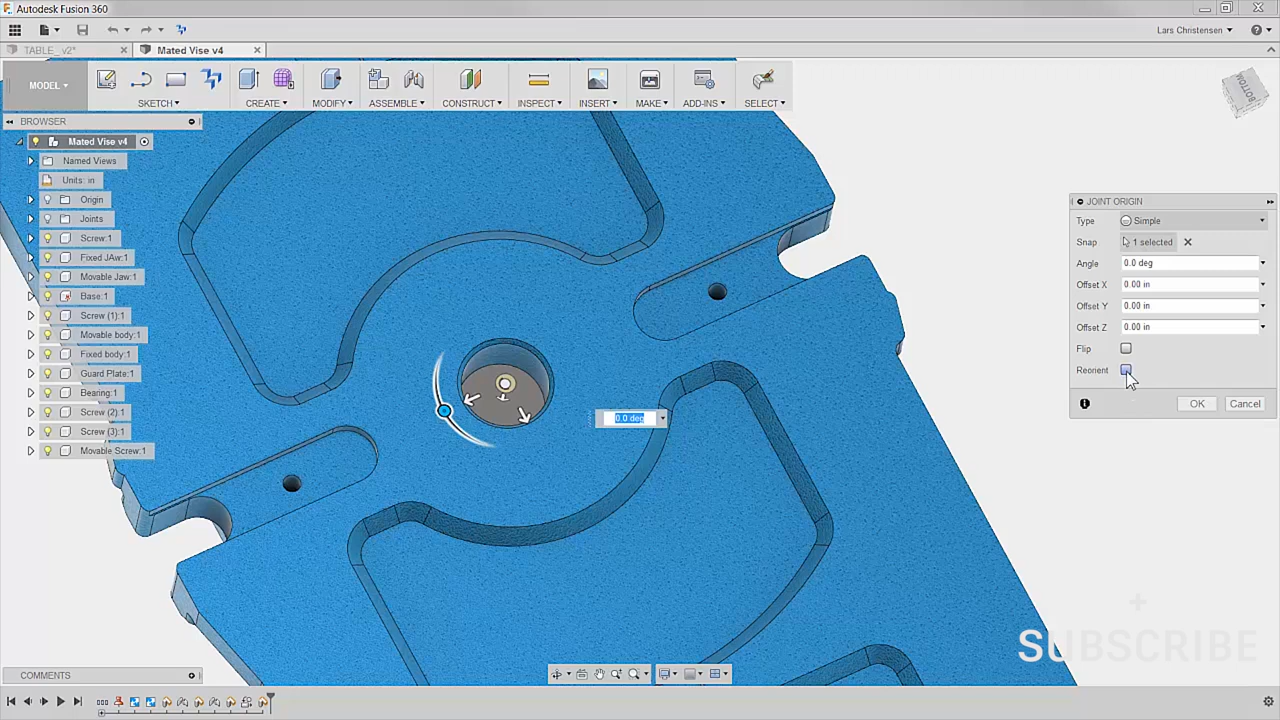 Autodesk Fusion 360
Lars Christensen
TABLE_ v2*
Mated Vise v4
MODEL
SKETCH
CREATE
MODIFY
ASSEMBLE
CONSTRUCT
INSPECT
INSERT
MAKE
ADD-INS
SELECT
BOTTOM
BROWSER
Mated Vise v4
Named Views
Units: in
Origin
Joints
Screw:1
Fixed JAw:1
Movable Jaw:1
Base:1
Screw (1):1
Movable body:1
Fixed body:1
Guard Plate:1
Bearing:1
Screw (2):1
Screw (3):1
Movable Screw:1
JOINT ORIGIN
Type Simple
Snap 1 selected
Angle 0.0 deg
Offset X 0.00 in
Offset Y 0.00 in
Offset Z 0.00 in
Flip
Reorient
OK Cancel
0.0 deg
SUBSCRIBE
COMMENTS